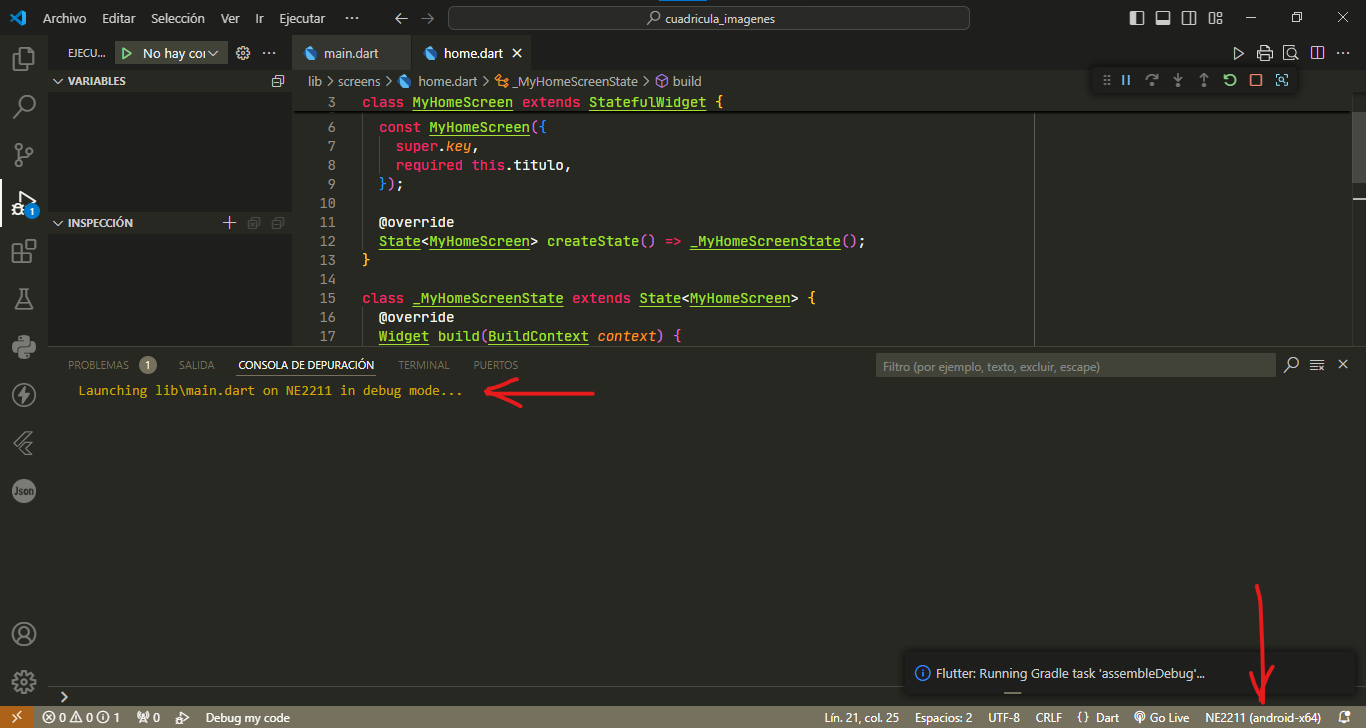 Archivo Editar Selección Ver Ir Ejecutar ··· cuadricula_imagenes
EJECU... No hay cor ···
main.dart home.dart
VARIABLES
lib > screens > home.dart > _MyHomeScreenState > build
3 class MyHomeScreen extends StatefulWidget {
6 const MyHomeScreen({
7 super.key,
8 required this.titulo,
9 });
10
11 @override
12 State<MyHomeScreen> createState() => _MyHomeScreenState();
13 }
14
15 class _MyHomeScreenState extends State<MyHomeScreen> {
16 @override
17 Widget build(BuildContext context) {
1
INSPECCIÓN
PROBLEMAS 1 SALIDA CONSOLA DE DEPURACIÓN TERMINAL PUERTOS Filtro (por ejemplo, texto, excluir, escape)
Launching lib\main.dart on NE2211 in debug mode...
Json
Flutter: Running Gradle task 'assembleDebug'...
>
0 0 1 0 Debug my code Lín. 21, col. 25 Espacios: 2 UTF-8 CRLF {} Dart Go Live NE2211 (android-x64)